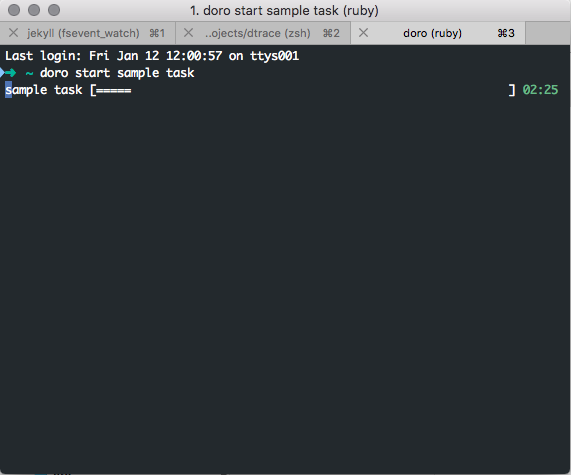 1. doro start sample task (ruby)
× jekyll (fsevent_watch) ⌘1 × ..ojects/dtrace (zsh) ⌘2 × doro (ruby) ⌘3
Last login: Fri Jan 12 12:00:57 on ttys001
➜ ~ doro start sample task
sample task [===== ] 02:25